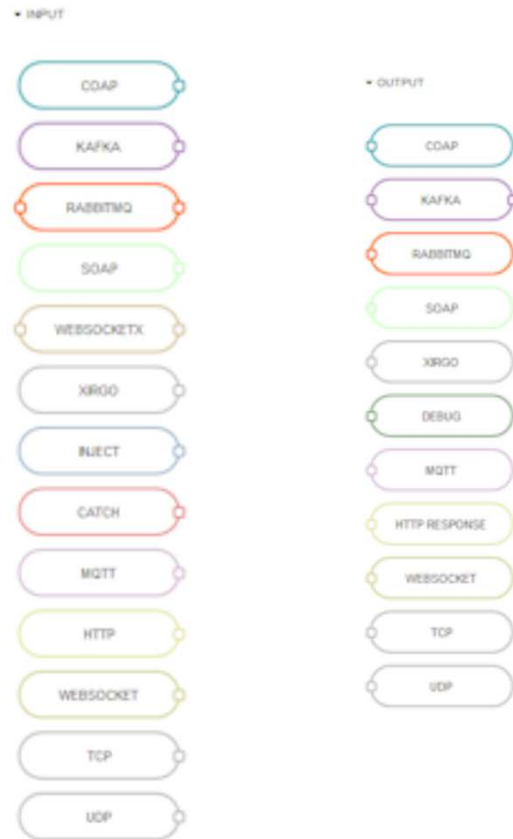 INPUT
COAP
KAFKA
RABBITMQ
SOAP
WEBSOCKETX
XIRGO
INJECT
CATCH
MQTT
HTTP
WEBSOCKET
TCP
UDP
OUTPUT
COAP
KAFKA
RABBITMQ
SOAP
XIRGO
DEBUG
MQTT
HTTP RESPONSE
WEBSOCKET
TCP
UDP